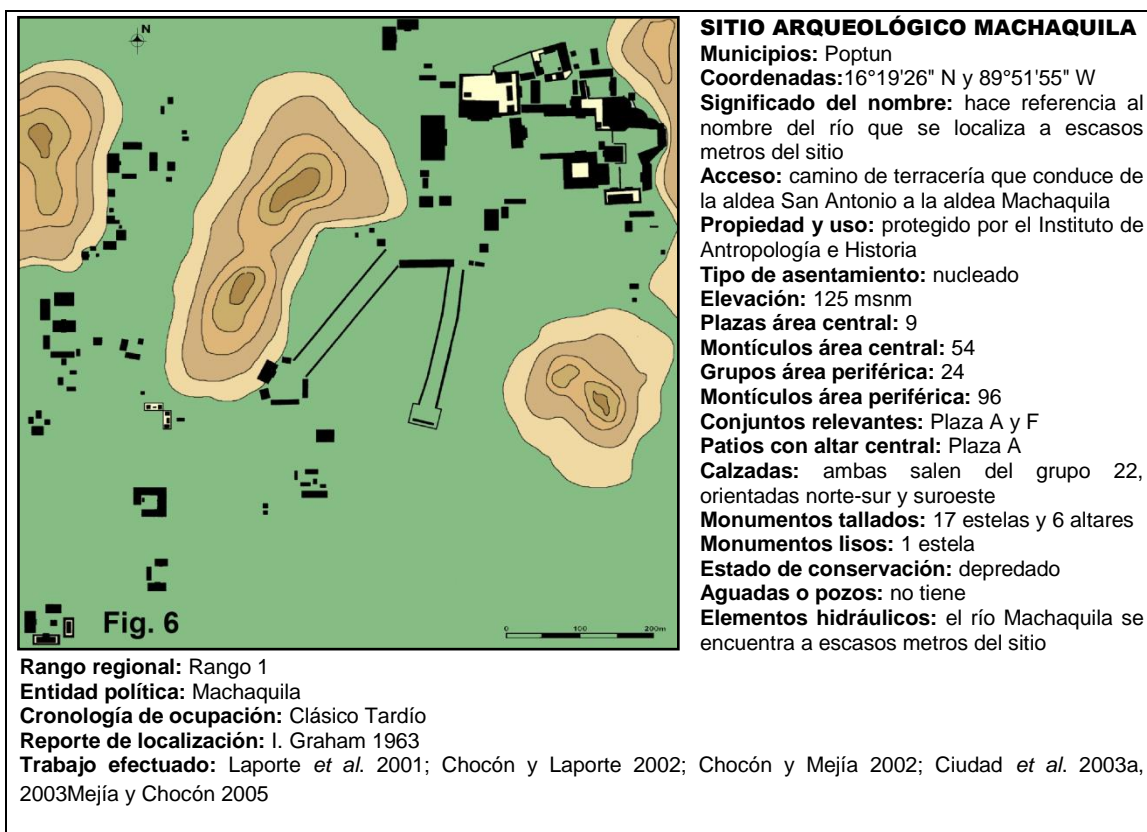 N
Fig. 6
0 100 200m
SITIO ARQUEOLÓGICO MACHAQUILA
Municipios: Poptun
Coordenadas:16°19'26" N y 89°51'55" W
Significado del nombre: hace referencia al
nombre del río que se localiza a escasos
metros del sitio
Acceso: camino de terracería que conduce de
la aldea San Antonio a la aldea Machaquila
Propiedad y uso: protegido por el Instituto de
Antropología e Historia
Tipo de asentamiento: nucleado
Elevación: 125 msnm
Plazas área central: 9
Montículos área central: 54
Grupos área periférica: 24
Montículos área periférica: 96
Conjuntos relevantes: Plaza A y F
Patios con altar central: Plaza A
Calzadas: ambas salen del grupo 22,
orientadas norte-sur y suroeste
Monumentos tallados: 17 estelas y 6 altares
Monumentos lisos: 1 estela
Estado de conservación: depredado
Aguadas o pozos: no tiene
Elementos hidráulicos: el río Machaquila se
encuentra a escasos metros del sitio
Rango regional: Rango 1
Entidad política: Machaquila
Cronología de ocupación: Clásico Tardío
Reporte de localización: I. Graham 1963
Trabajo efectuado: Laporte et al. 2001; Chocón y Laporte 2002; Chocón y Mejía 2002; Ciudad et al. 2003a,
2003Mejía y Chocón 2005